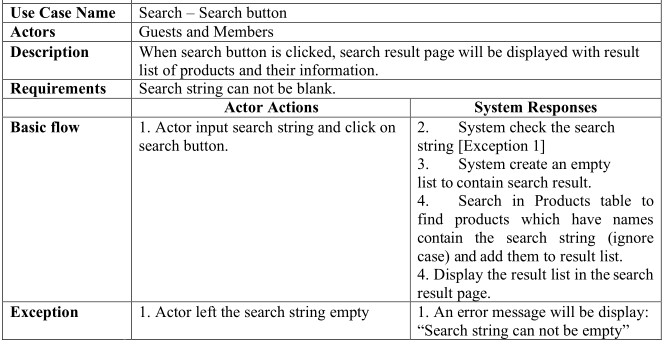 Use Case Name Search – Search button
Actors Guests and Members
Description When search button is clicked, search result page will be displayed with result
list of products and their information.
Requirements Search string can not be blank.
Actor Actions System Responses
Basic flow 1. Actor input search string and click on
search button.
2. System check the search
string [Exception 1]
3. System create an empty
list to contain search result.
4. Search in Products table to
find products which have names
contain the search string (ignore
case) and add them to result list.
4. Display the result list in the search
result page.
Exception 1. Actor left the search string empty
1. An error message will be display:
“Search string can not be empty”